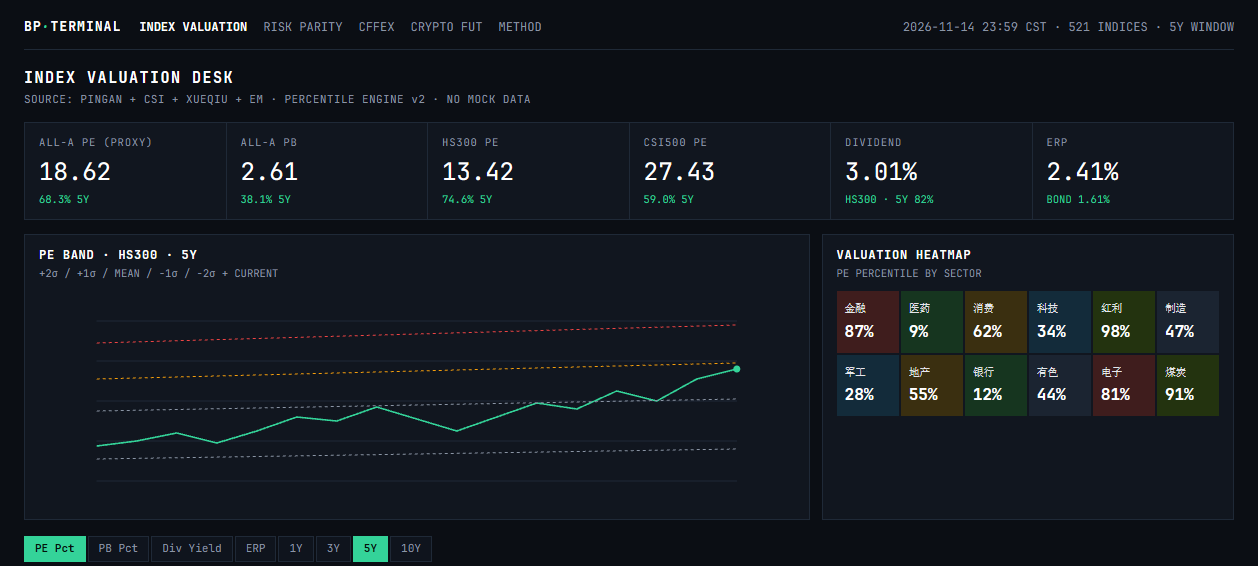 BP·TERMINAL INDEX VALUATION RISK PARITY CFFEX CRYPTO FUT METHOD 2026-11-14 23:59 CST · 521 INDICES · 5Y WINDOW
INDEX VALUATION DESK
SOURCE: PINGAN + CSI + XUEQIU + EM · PERCENTILE ENGINE v2 · NO MOCK DATA
ALL-A PE (PROXY)
18.62
68.3% 5Y
ALL-A PB
2.61
38.1% 5Y
HS300 PE
13.42
74.6% 5Y
CSI500 PE
27.43
59.0% 5Y
DIVIDEND
3.01%
HS300 · 5Y 82%
ERP
2.41%
BOND 1.61%
PE BAND · HS300 · 5Y
+2σ / +1σ / MEAN / -1σ / -2σ + CURRENT
VALUATION HEATMAP
PE PERCENTILE BY SECTOR
金融 医药 消费 科技 红利 制造
87% 9% 62% 34% 98% 47%
军工 地产 银行 有色 电子 煤炭
28% 55% 12% 44% 81% 91%
PE Pct PB Pct Div Yield ERP 1Y 3Y 5Y 10Y